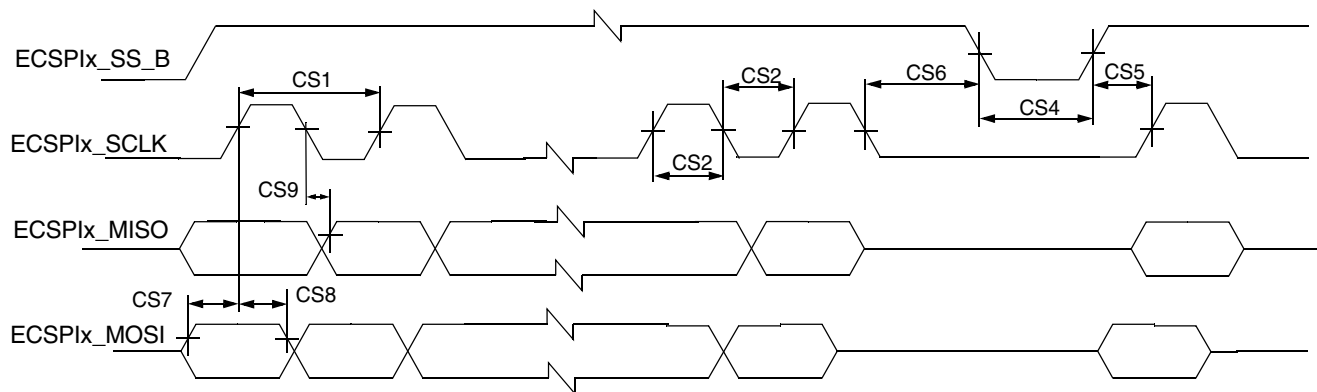 ECSPIx_SS_B
CS1
CS2
CS6
CS5
CS4
ECSPIx_SCLK
CS2
CS9
ECSPIx_MISO
CS7
CS8
ECSPIx_MOSI